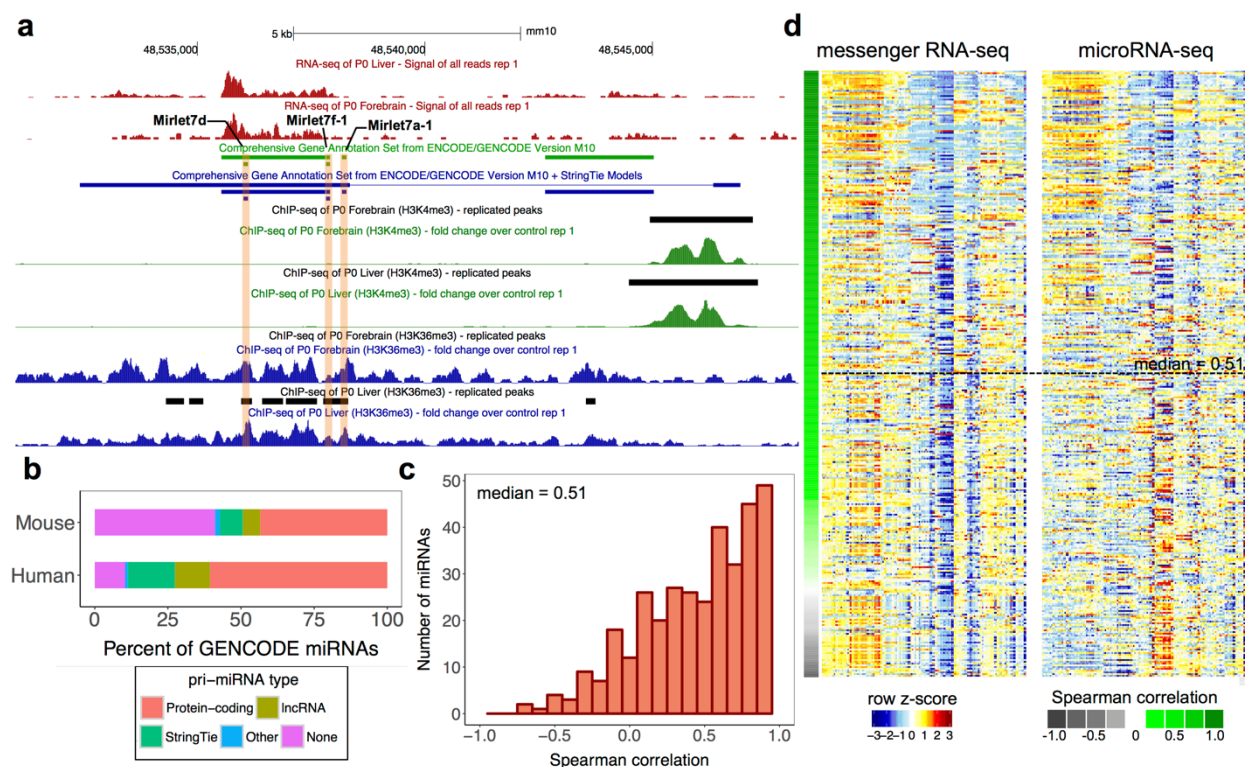 a
5 kb
mm10
48,535,000
48,540,000
48,545,000
RNA-seq of P0 Liver - Signal of all reads rep 1
RNA-seq of P0 Forebrain - Signal of all reads rep 1
Mirlet7d
Mirlet7f-1
Mirlet7a-1
Comprehensive Gene Annotation Set from ENCODE/GENCODE Version M10
Comprehensive Gene Annotation Set from ENCODE/GENCODE Version M10 + StringTie Models
ChIP-seq of P0 Forebrain (H3K4me3) - replicated peaks
ChIP-seq of P0 Forebrain (H3K4me3) - fold change over control rep 1
ChIP-seq of P0 Liver (H3K4me3) - replicated peaks
ChIP-seq of P0 Liver (H3K4me3) - fold change over control rep 1
ChIP-seq of P0 Forebrain (H3K36me3) - replicated peaks
ChIP-seq of P0 Forebrain (H3K36me3) - fold change over control rep 1
ChIP-seq of P0 Liver (H3K36me3) - replicated peaks
ChIP-seq of P0 Liver (H3K36me3) - fold change over control rep 1
b
Mouse
Human
0 25 50 75 100
Percent of GENCODE miRNAs
pri-miRNA type
Protein-coding lncRNA
StringTie Other None
c
median = 0.51
Number of miRNAs
50
40
30
20
10
0
-1.0 -0.5 0.0 0.5 1.0
Spearman correlation
d
messenger RNA-seq
microRNA-seq
median = 0.51
row z-score
-3-2-1 0 1 2 3
Spearman correlation
-1.0 -0.5 0 0.5 1.0